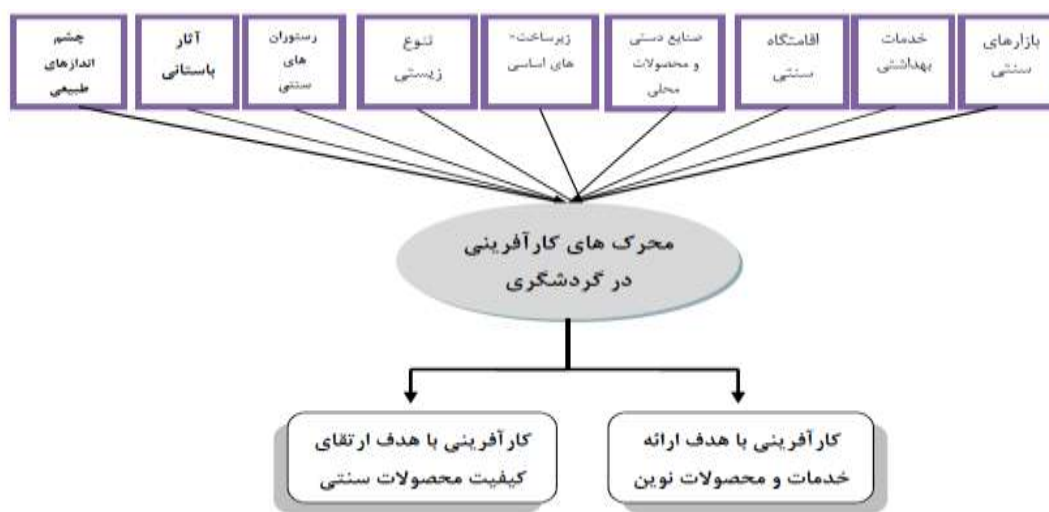 بازارهای
سنتی
خدمات
بهداشتی
اقامتگاه
سنتی
صنایع دستی
و محصولات
محلی
زیرساخت-
های اساسی
تنوع
زیستی
رستوران
های
سنتی
آثار
باستانی
چشم
اندازهای
طبیعی
محرک های کارآفرینی
در گردشگری
کارآفرینی با هدف ارائه
خدمات و محصولات نوین
کارآفرینی با هدف ارتقای
کیفیت محصولات سنتی